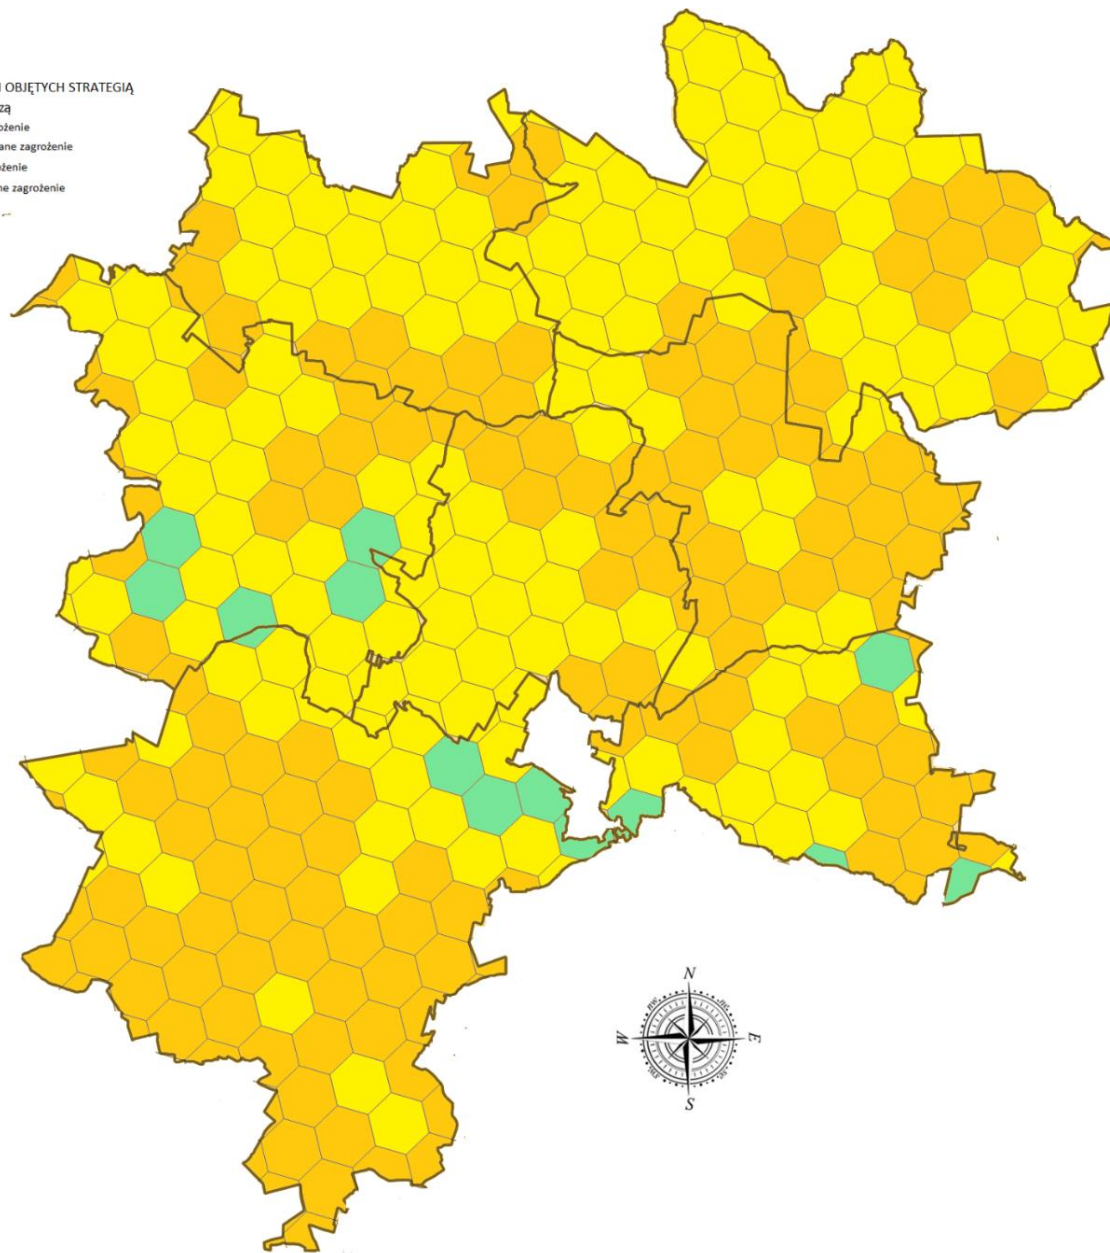 I OBJĘTYCH STRATEGIĄ
zą
ożenie
ane zagrożenie
ożenie
ne zagrożenie
N
W
E
S